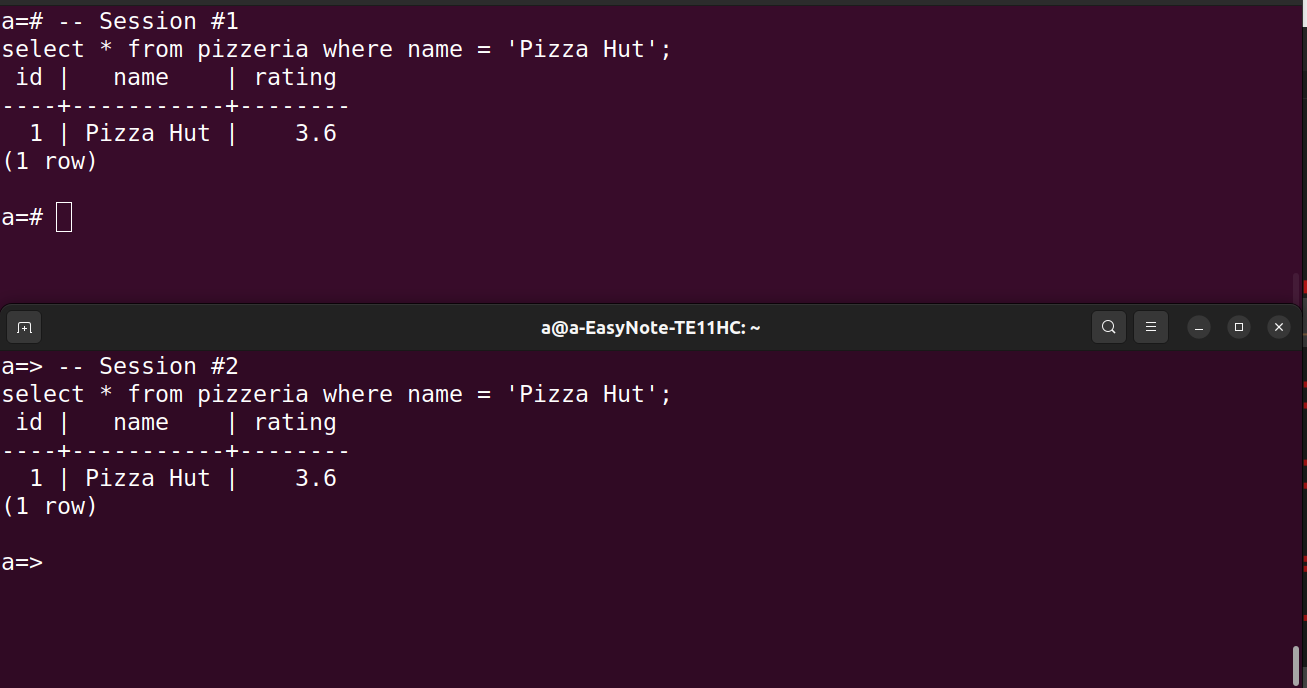 a=# -- Session #1
select * from pizzeria where name = 'Pizza Hut';
 id |   name    | rating
----+-----------+--------
  1 | Pizza Hut |    3.6
(1 row)

a=#
a@a-EasyNote-TE11HC: ~
a=> -- Session #2
select * from pizzeria where name = 'Pizza Hut';
 id |   name    | rating
----+-----------+--------
  1 | Pizza Hut |    3.6
(1 row)

a=>